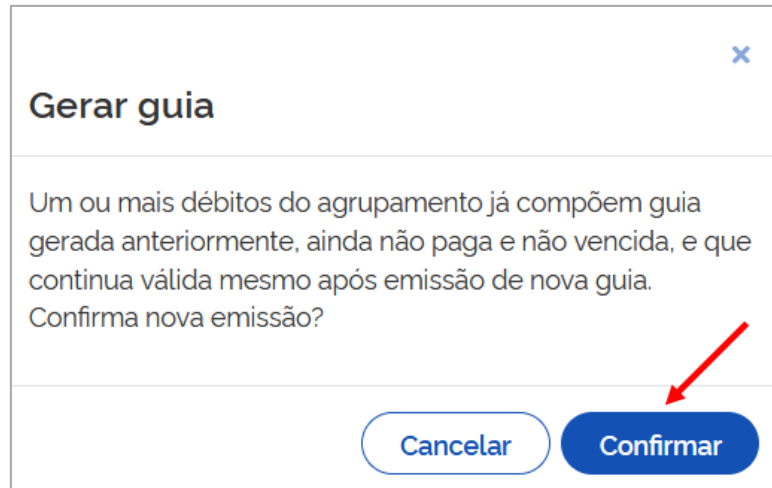 Gerar guia
Um ou mais débitos do agrupamento já compõem guia
gerada anteriormente, ainda não paga e não vencida, e que
continua válida mesmo após emissão de nova guia.
Confirma nova emissão?
Cancelar
Confirmar